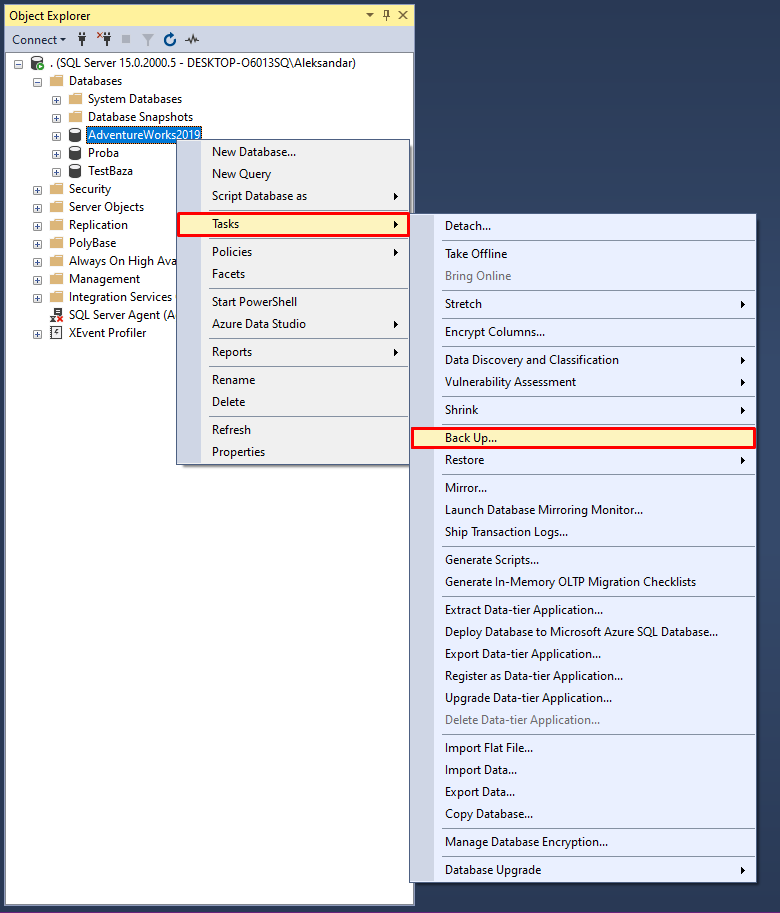 Object Explorer
Connect
. (SQL Server 15.0.2000.5 - DESKTOP-O6013SQ\Aleksandar)
Databases
System Databases
Database Snapshots
AdventureWorks2019
Proba
TestBaza
Security
Server Objects
Replication
PolyBase
Always On High Ava
Management
Integration Services
SQL Server Agent (A
XEvent Profiler
New Database...
New Query
Script Database as
Tasks
Policies
Facets
Start PowerShell
Azure Data Studio
Reports
Rename
Delete
Refresh
Properties
Detach...
Take Offline
Bring Online
Stretch
Encrypt Columns...
Data Discovery and Classification
Vulnerability Assessment
Shrink
Back Up...
Restore
Mirror...
Launch Database Mirroring Monitor...
Ship Transaction Logs...
Generate Scripts...
Generate In-Memory OLTP Migration Checklists
Extract Data-tier Application...
Deploy Database to Microsoft Azure SQL Database...
Export Data-tier Application...
Register as Data-tier Application...
Upgrade Data-tier Application...
Delete Data-tier Application...
Import Flat File...
Import Data...
Export Data...
Copy Database...
Manage Database Encryption...
Database Upgrade